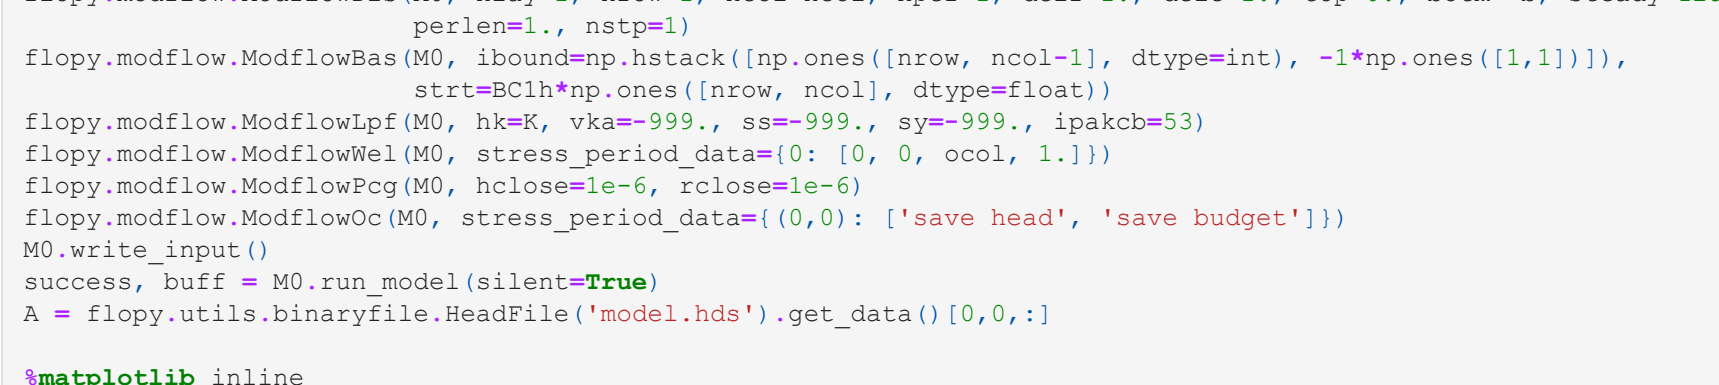 perlen=1., nstp=1)
flopy.modflow.ModflowBas(M0, ibound=np.hstack([np.ones([nrow, ncol-1], dtype=int), -1*np.ones([1,1])]),
strt=BC1h*np.ones([nrow, ncol], dtype=float))
flopy.modflow.ModflowLpf(M0, hk=K, vka=-999., ss=-999., sy=-999., ipakcb=53)
flopy.modflow.ModflowWel(M0, stress_period_data={0: [0, 0, ocol, 1.]})
flopy.modflow.ModflowPcg(M0, hclose=1e-6, rclose=1e-6)
flopy.modflow.ModflowOc(M0, stress_period_data={(0,0): ['save head', 'save budget']})
M0.write_input()
success, buff = M0.run_model(silent=True)
A = flopy.utils.binaryfile.HeadFile('model.hds').get_data()[0,0,:]
%matplotlib inline